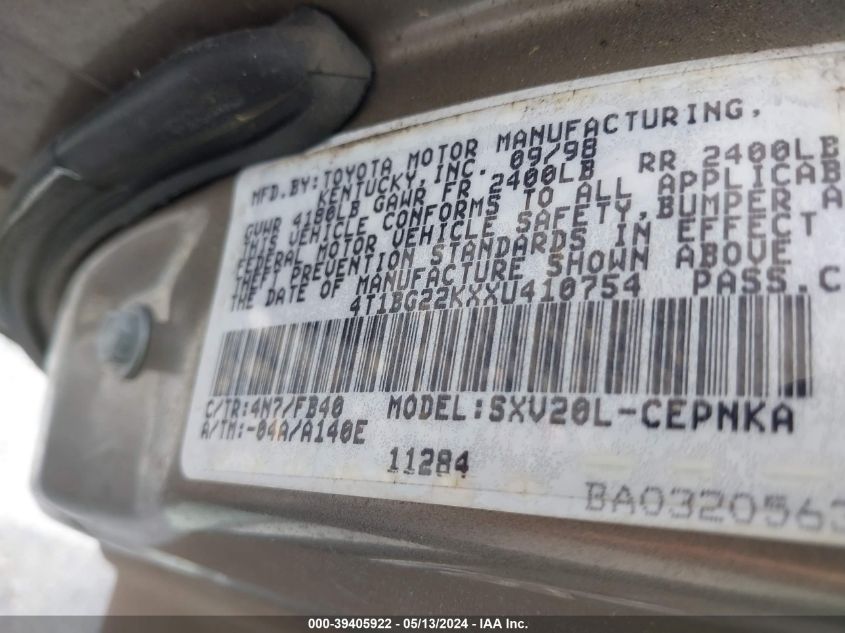 MFD.BY:TOYOTA MOTOR MANUFACTURING,
KENTUCKY,INC. 09/98
GVWR 4180LB GAWR FR 2400LB RR 2400LB
THIS VEHICLE CONFORMS TO ALL APPLICAB
FEDERAL MOTOR VEHICLE SAFETY,BUMPER A
THEFT PREVENTION STANDARDS IN EFFECT
THE DATE OF MANUFACTURE SHOWN ABOVE
4T1BG22KXXU410754 PASS.C
C/TR:4N7/FB40 MODEL:SXV20L-CEPNKA
A/TM:-04A/A140E
11284
BA0320563
000-39405922 - 05/13/2024 - IAA Inc.